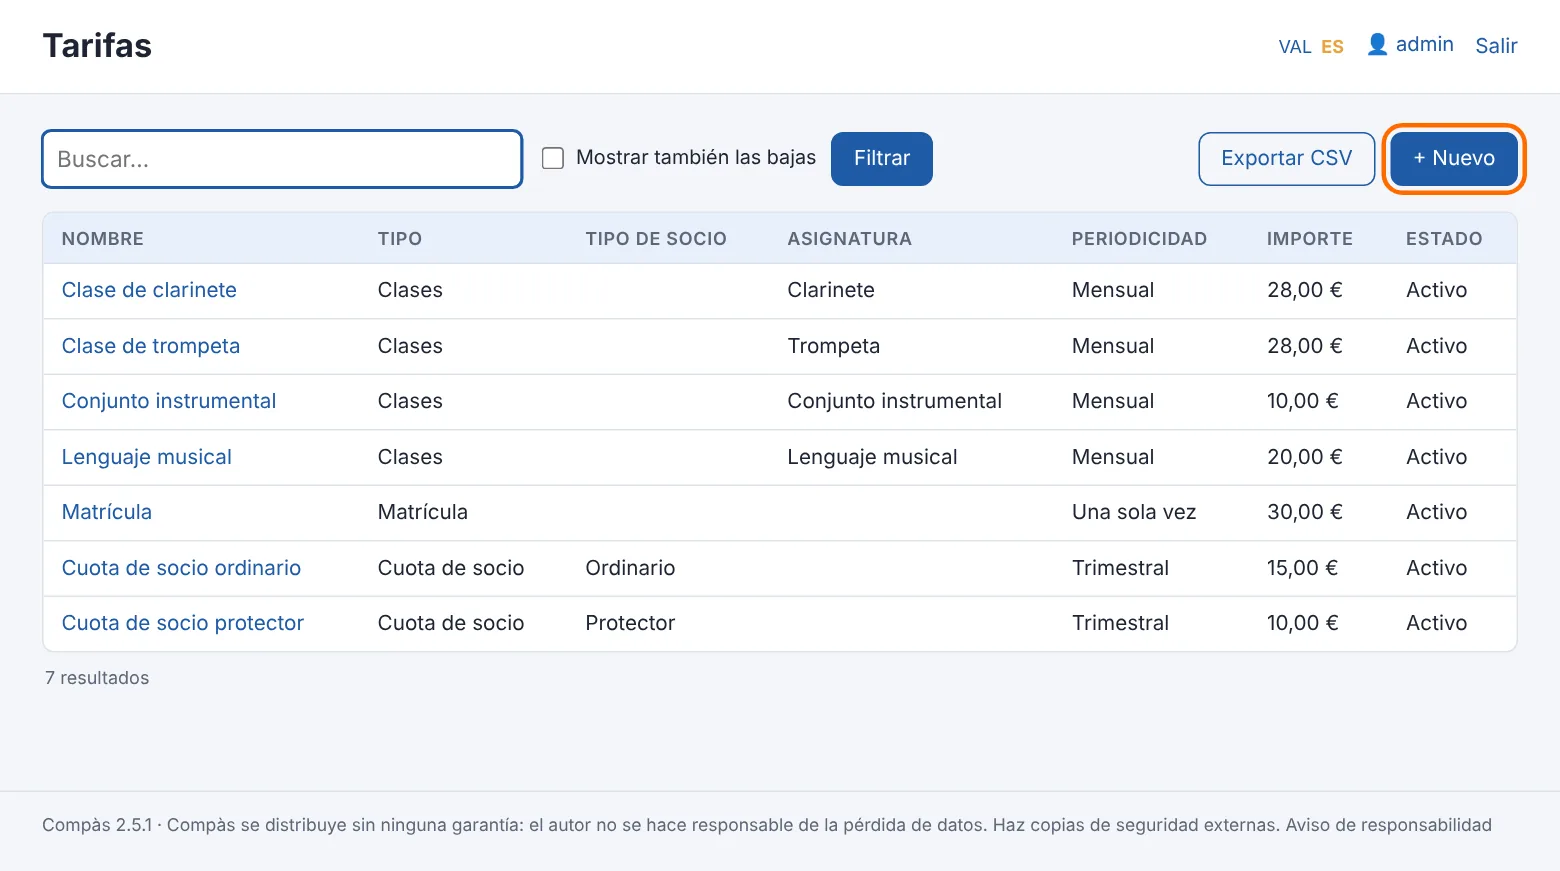 Tarifas
VAL ES admin Salir
Buscar... Mostrar también las bajas Filtrar Exportar CSV + Nuevo
NOMBRE TIPO TIPO DE SOCIO ASIGNATURA PERIODICIDAD IMPORTE ESTADO
Clase de clarinete Clases Clarinete Mensual 28,00 € Activo
Clase de trompeta Clases Trompeta Mensual 28,00 € Activo
Conjunto instrumental Clases Conjunto instrumental Mensual 10,00 € Activo
Lenguaje musical Clases Lenguaje musical Mensual 20,00 € Activo
Matrícula Matrícula Una sola vez 30,00 € Activo
Cuota de socio ordinario Cuota de socio Ordinario Trimestral 15,00 € Activo
Cuota de socio protector Cuota de socio Protector Trimestral 10,00 € Activo
7 resultados
Compàs 2.5.1 · Compàs se distribuye sin ninguna garantía: el autor no se hace responsable de la pérdida de datos. Haz copias de seguridad externas. Aviso de responsabilidad